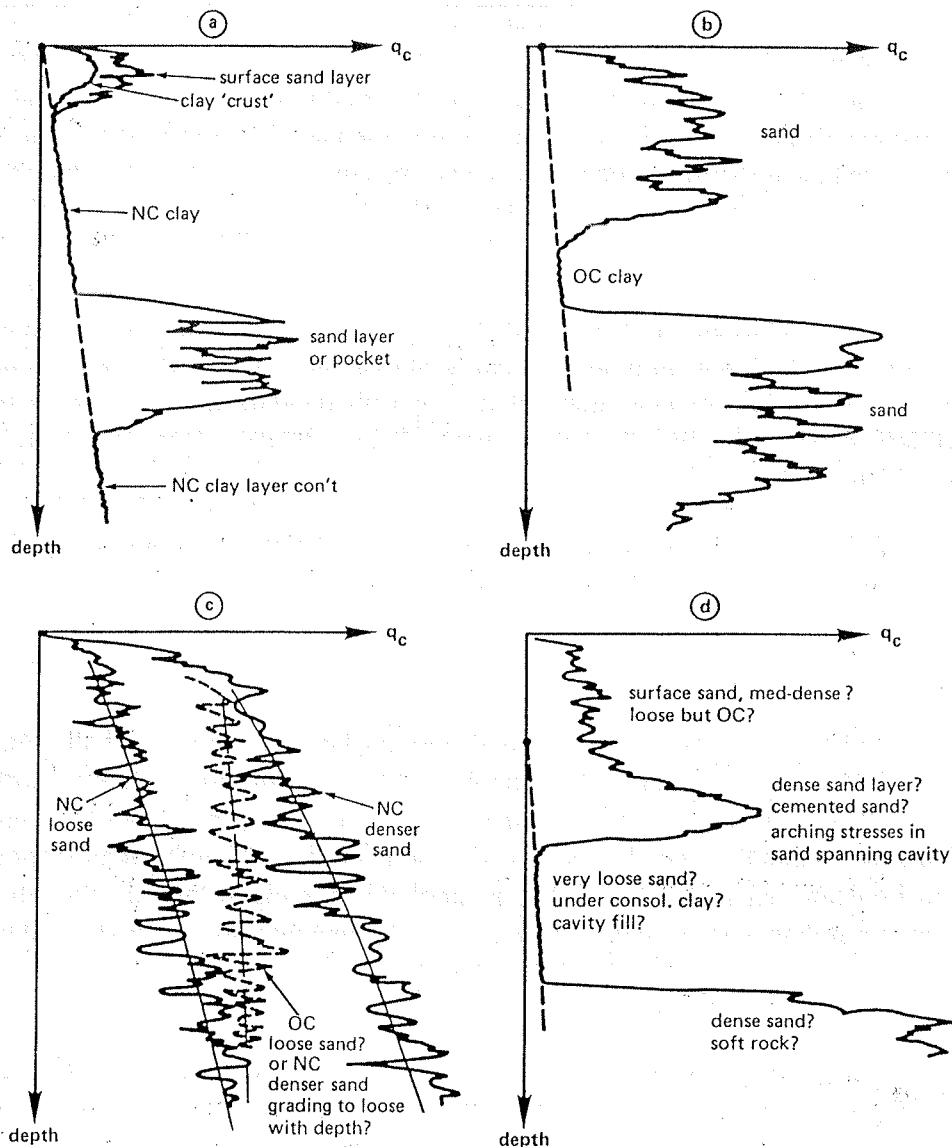 a
q_c
surface sand layer
clay 'crust'
NC clay
sand layer
or pocket
NC clay layer con't
depth
b
q_c
sand
OC clay
sand
depth
c
q_c
NC
loose
sand
NC
denser
sand
OC
loose sand?
or NC
denser sand
grading to loose
with depth?
depth
d
q_c
surface sand, med-dense ?
loose but OC?
dense sand layer?
cemented sand?
arching stresses in
sand spanning cavity
very loose sand?
under consol. clay?
cavity fill?
dense sand?
soft rock?
depth